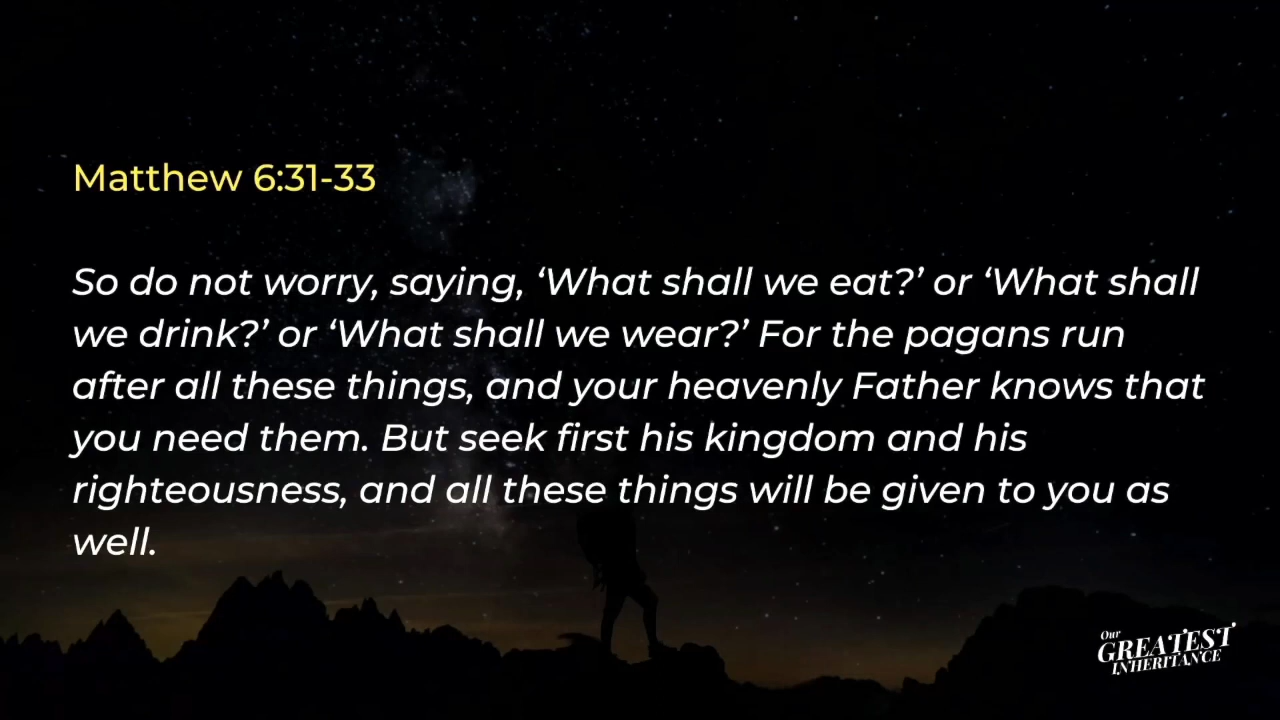 Matthew 6:31-33
So do not worry, saying, ‘What shall we eat?’ or ‘What shall
we drink?’ or ‘What shall we wear?’ For the pagans run
after all these things, and your heavenly Father knows that
you need them. But seek first his kingdom and his
righteousness, and all these things will be given to you as
well.
Our
GREATEST
INHERITANCE